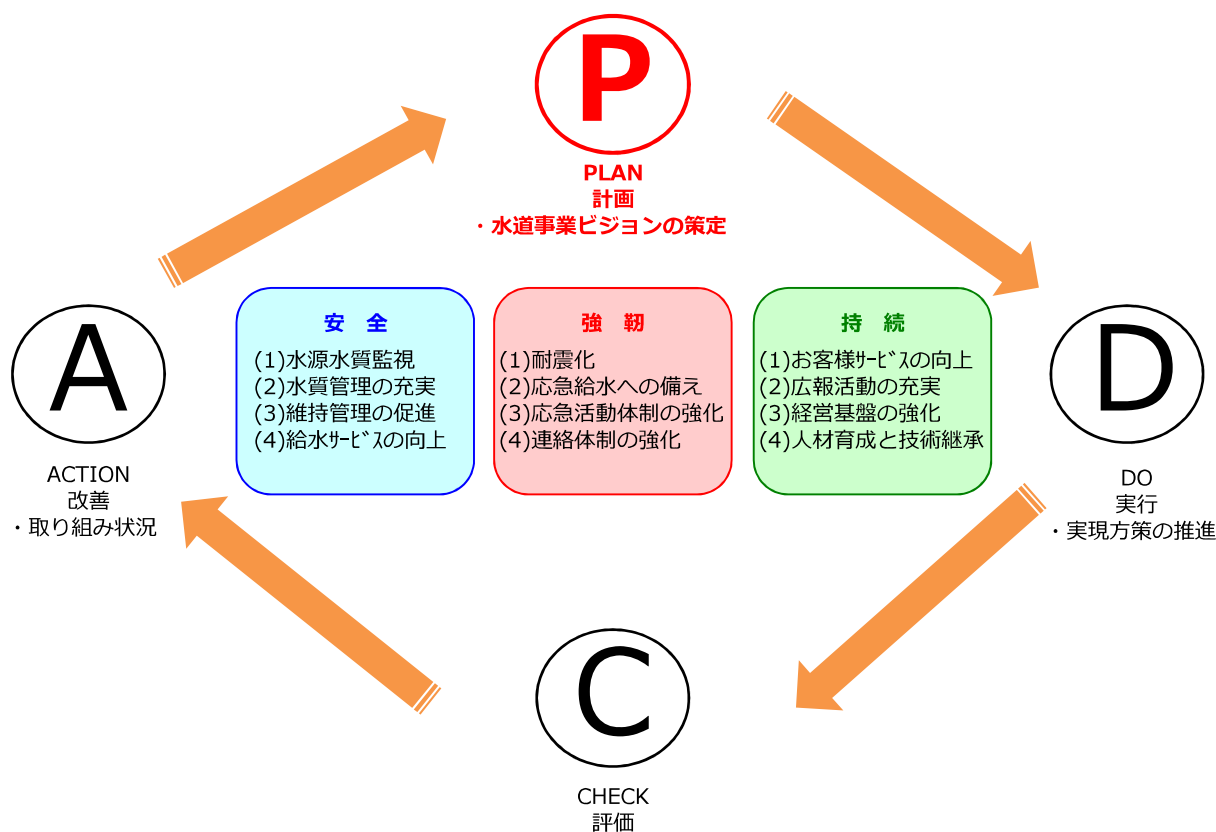 P
PLAN
計画
・水道事業ビジョンの策定
A
ACTION
改善
・取り組み状況
安　全
(1)水源水質監視
(2)水質管理の充実
(3)維持管理の促進
(4)給水ｻｰﾋﾞｽの向上
強　靭
(1)耐震化
(2)応急給水への備え
(3)応急活動体制の強化
(4)連絡体制の強化
持　続
(1)お客様ｻｰﾋﾞｽの向上
(2)広報活動の充実
(3)経営基盤の強化
(4)人材育成と技術継承
D
DO
実行
・実現方策の推進
C
CHECK
評価